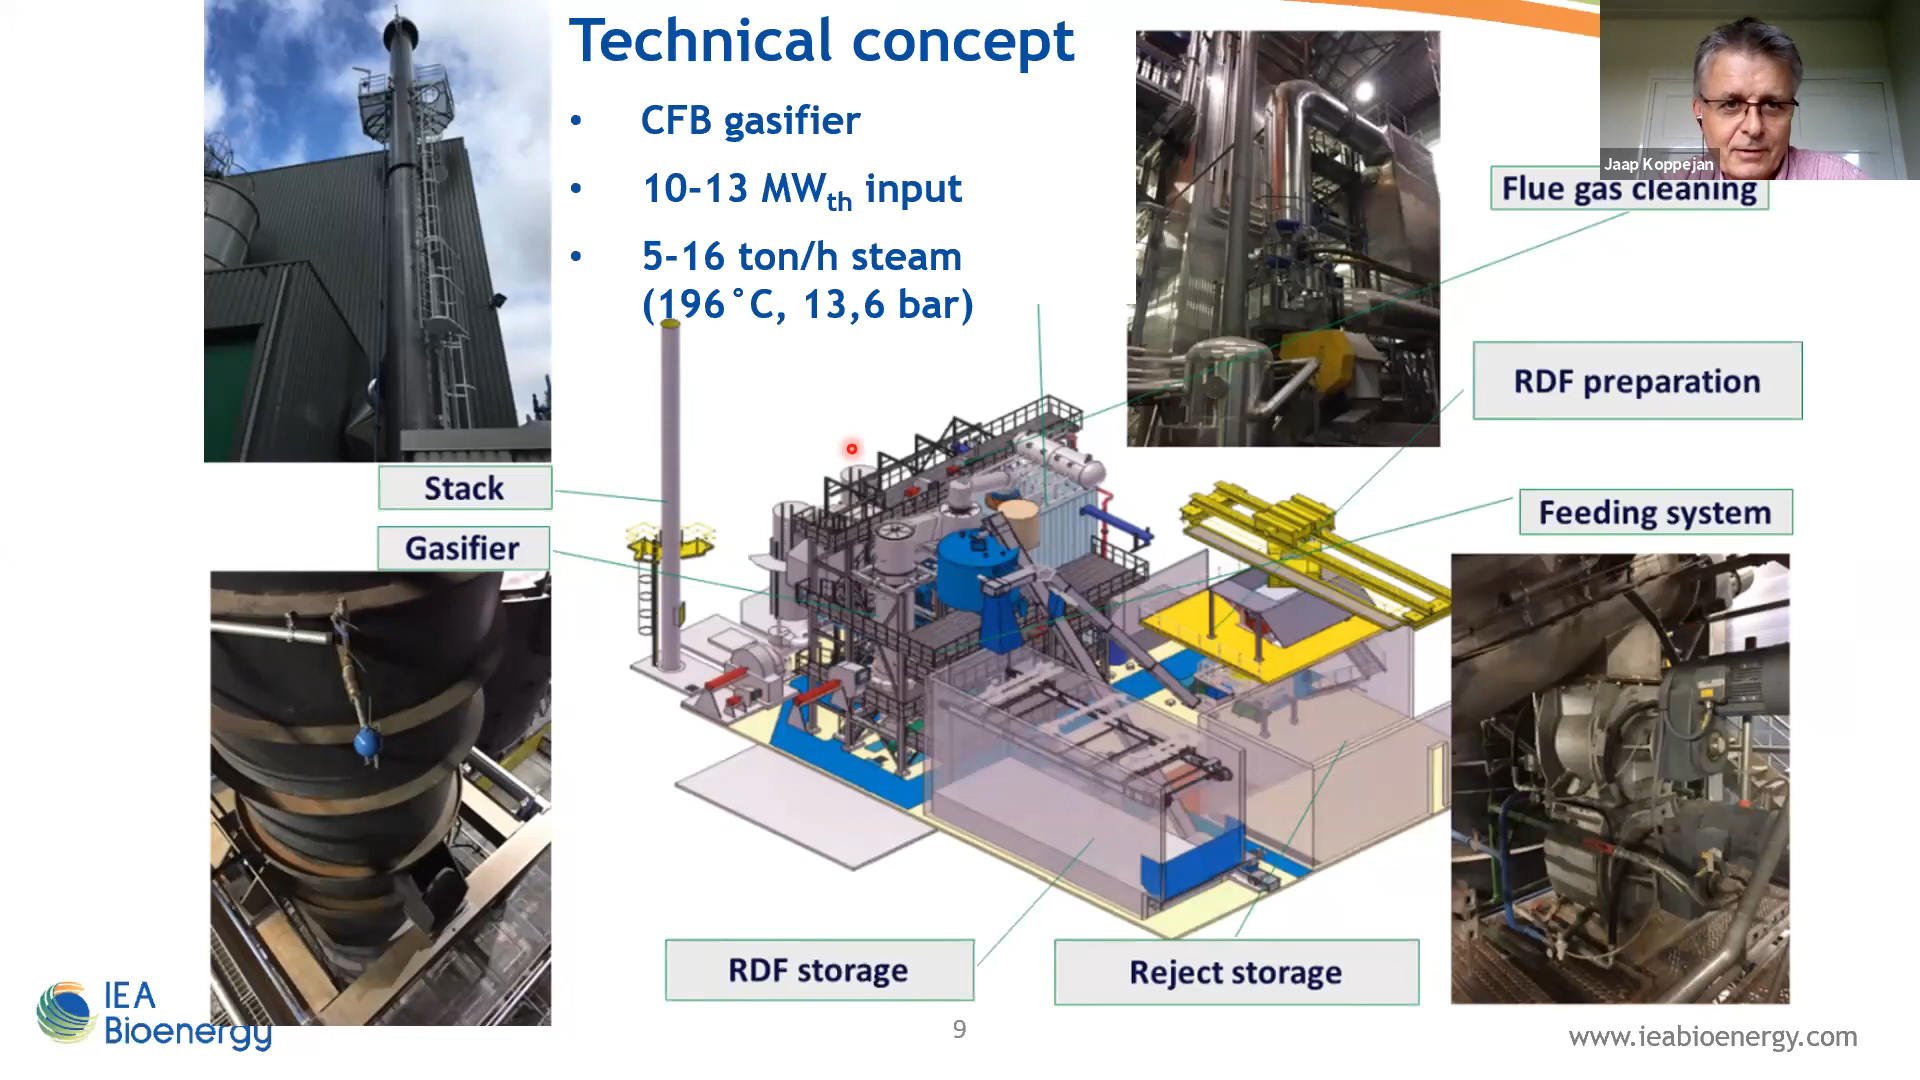 Technical concept
• CFB gasifier
• 10-13 MWth input
• 5-16 ton/h steam
(196°C, 13,6 bar)
Jaap Koppejan
Flue gas cleaning
RDF preparation
Stack
Feeding system
Gasifier
RDF storage
Reject storage
IEA
Bioenergy
9
www.ieabioenergy.com